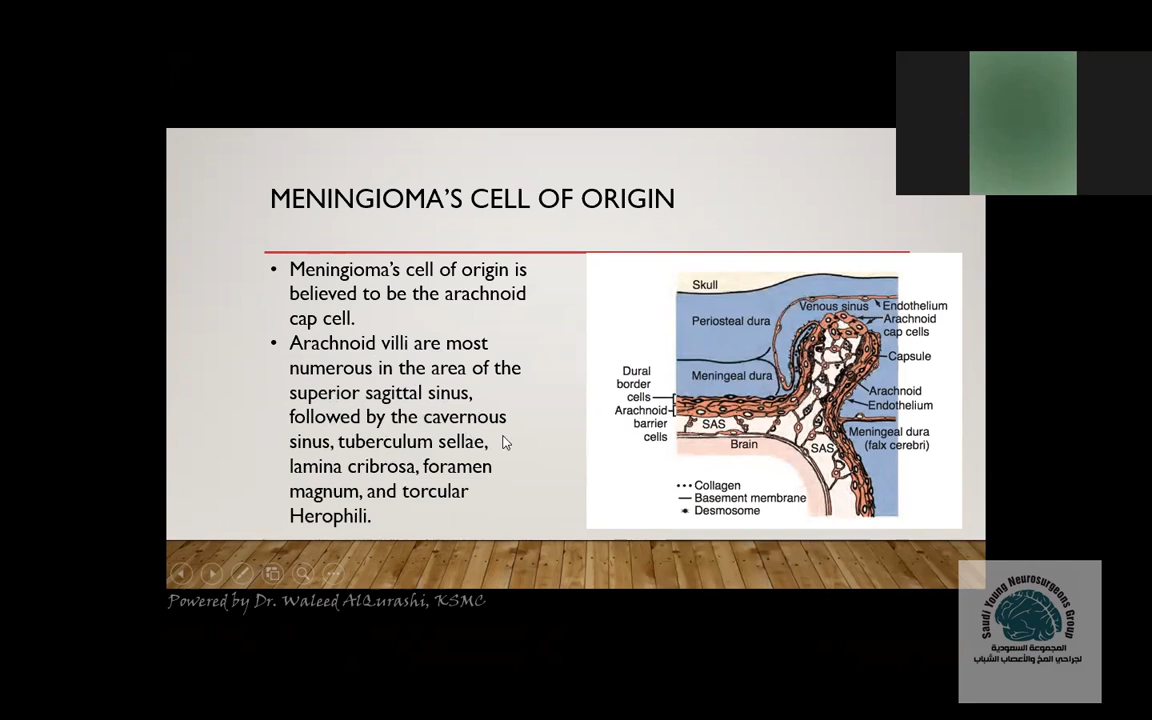 MENINGIOMA'S CELL OF ORIGIN
• Meningioma's cell of origin is
believed to be the arachnoid
cap cell.
• Arachnoid villi are most
numerous in the area of the
superior sagittal sinus,
followed by the cavernous
sinus, tuberculum sellae,
lamina cribrosa, foramen
magnum, and torcular
Herophili.
Skull
Venous sinus
Endothelium
Arachnoid
cap cells
Periosteal dura
Capsule
Meningeal dura
Dural
border
cells
Arachnoid
barrier
cells
Arachnoid
Endothelium
SAS
Meningeal dura
(falx cerebri)
Brain
SAS
Collagen
Basement membrane
Desmosome
Powered by Dr. Waleed AlQurashi, KSMC
Saudi Young Neurosurgeons Group
المجموعة السعودية
لجراحي المخ والأعصاب الشباب